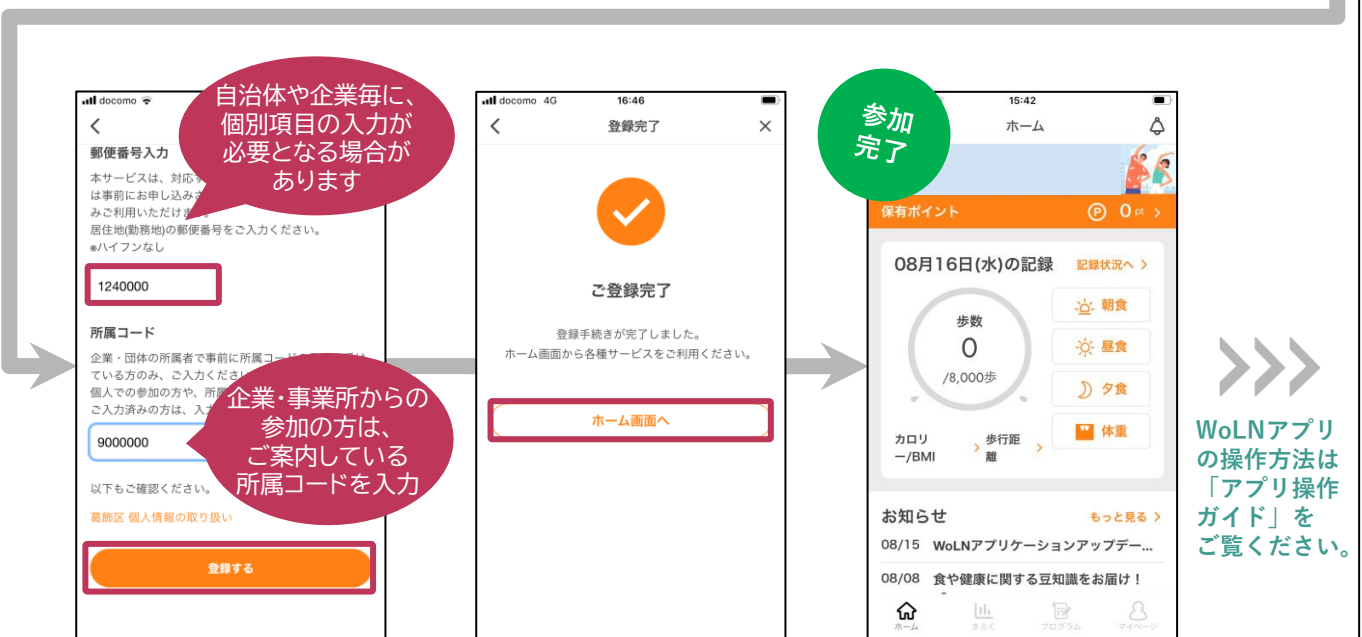 docomo
郵便番号入力
本サービスは、対応
は事前にお申し込み
みご利用いただけ
居住地(勤務地)の郵便番号をご入力ください。
※ハイフンなし
1240000
所属コード
企業・団体の所属者で事前に所属コード
ている方のみ、ご入力くださ
個人での参加の方や、所
ご入力済みの方は、入
9000000
以下もご確認ください。
葛飾区 個人情報の取り扱い
登録する
自治体や企業毎に、
個別項目の入力が
必要となる場合が
あります
企業・事業所からの
参加の方は、
ご案内している
所属コードを入力
docomo 4G 16:46
登録完了
ご登録完了
登録手続きが完了しました。
ホーム画面から各種サービスをご利用ください。
ホーム画面へ
参加
完了
15:42
ホーム
保有ポイント P 0 pt >
08月16日(水)の記録 記録状況へ >
歩数
0
/8,000歩
朝食
昼食
夕食
体重
カロリ
ー/BMI >
歩行距
離 >
お知らせ もっと見る >
08/15 WoLNアプリケーションアップデー...
08/08 食や健康に関する豆知識をお届け！
ホーム きろく プログラム マイページ
WoLNアプリ
の操作方法は
「アプリ操作
ガイド」を
ご覧ください。